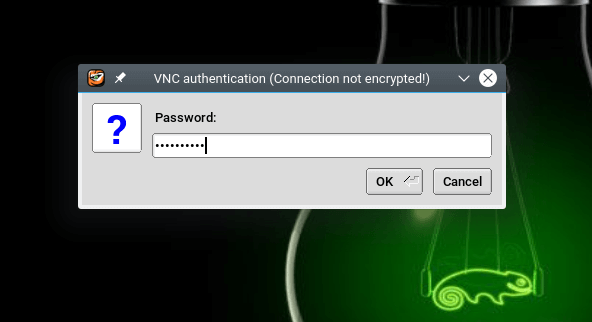 VNC authentication (Connection not encrypted!)
Password:
••••••••••
OK
Cancel